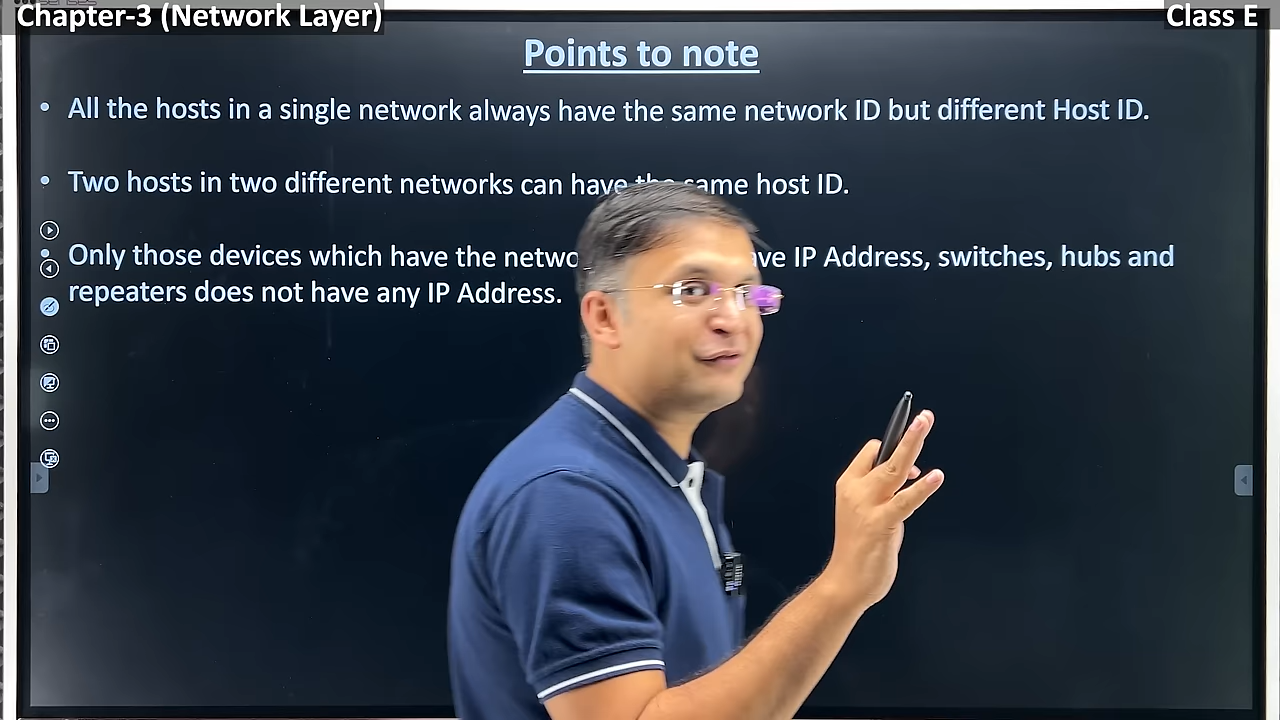 Chapter-3 (Network Layer)
Class E
Points to note
• All the hosts in a single network always have the same network ID but different Host ID.
• Two hosts in two different networks can have the same host ID.
• Only those devices which have the netwo ave IP Address, switches, hubs and
repeaters does not have any IP Address.